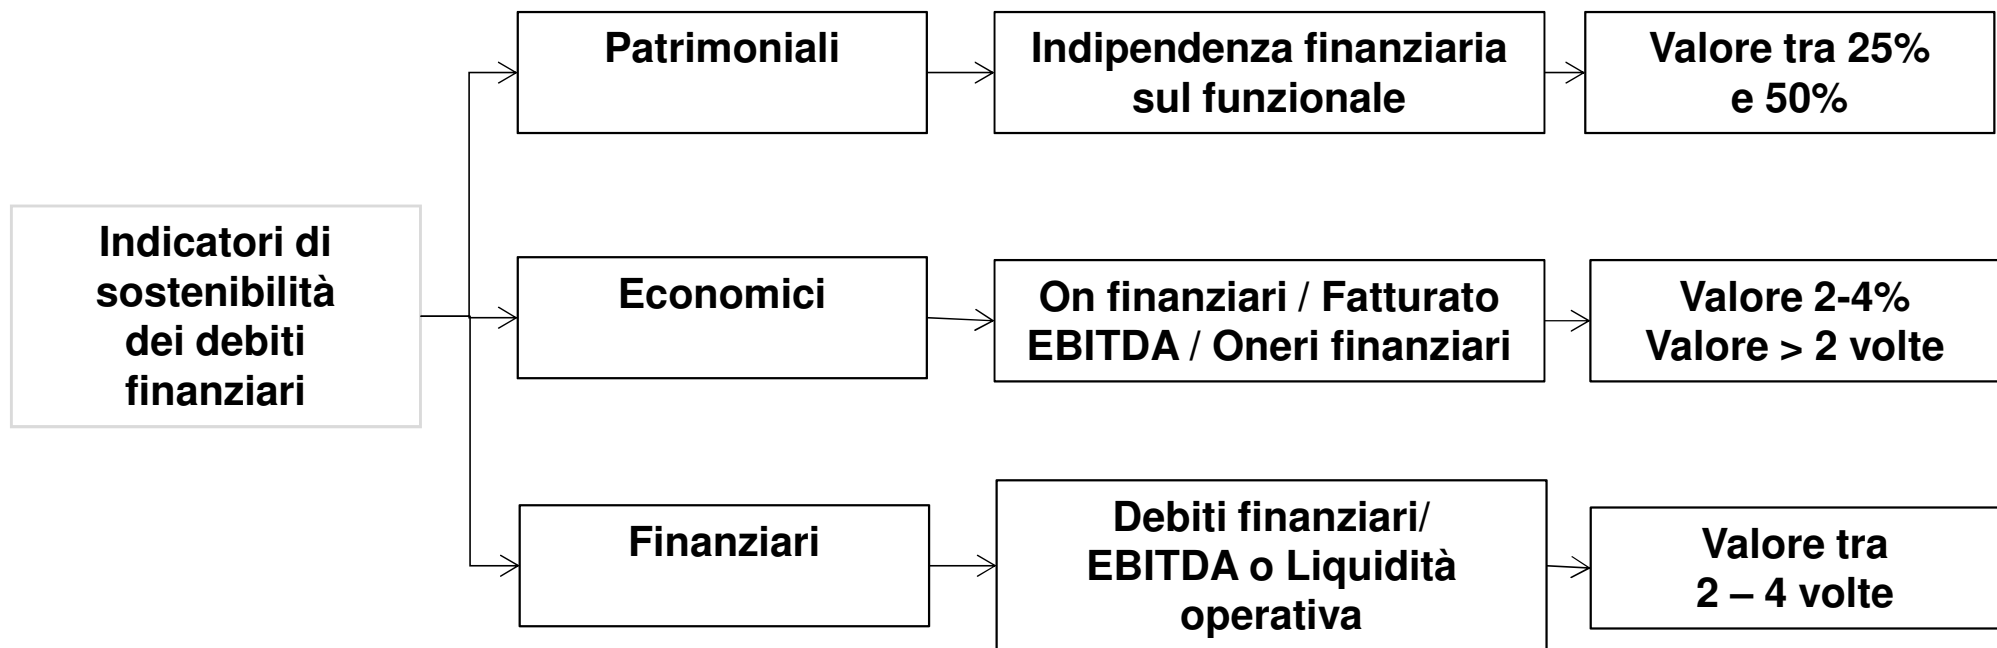 Patrimoniali
Indipendenza finanziaria
sul funzionale
Valore tra 25%
e 50%
Indicatori di
sostenibilità
dei debiti
finanziari
Economici
On finanziari / Fatturato
EBITDA / Oneri finanziari
Valore 2-4%
Valore > 2 volte
Finanziari
Debiti finanziari/
EBITDA o Liquidità
operativa
Valore tra
2 – 4 volte